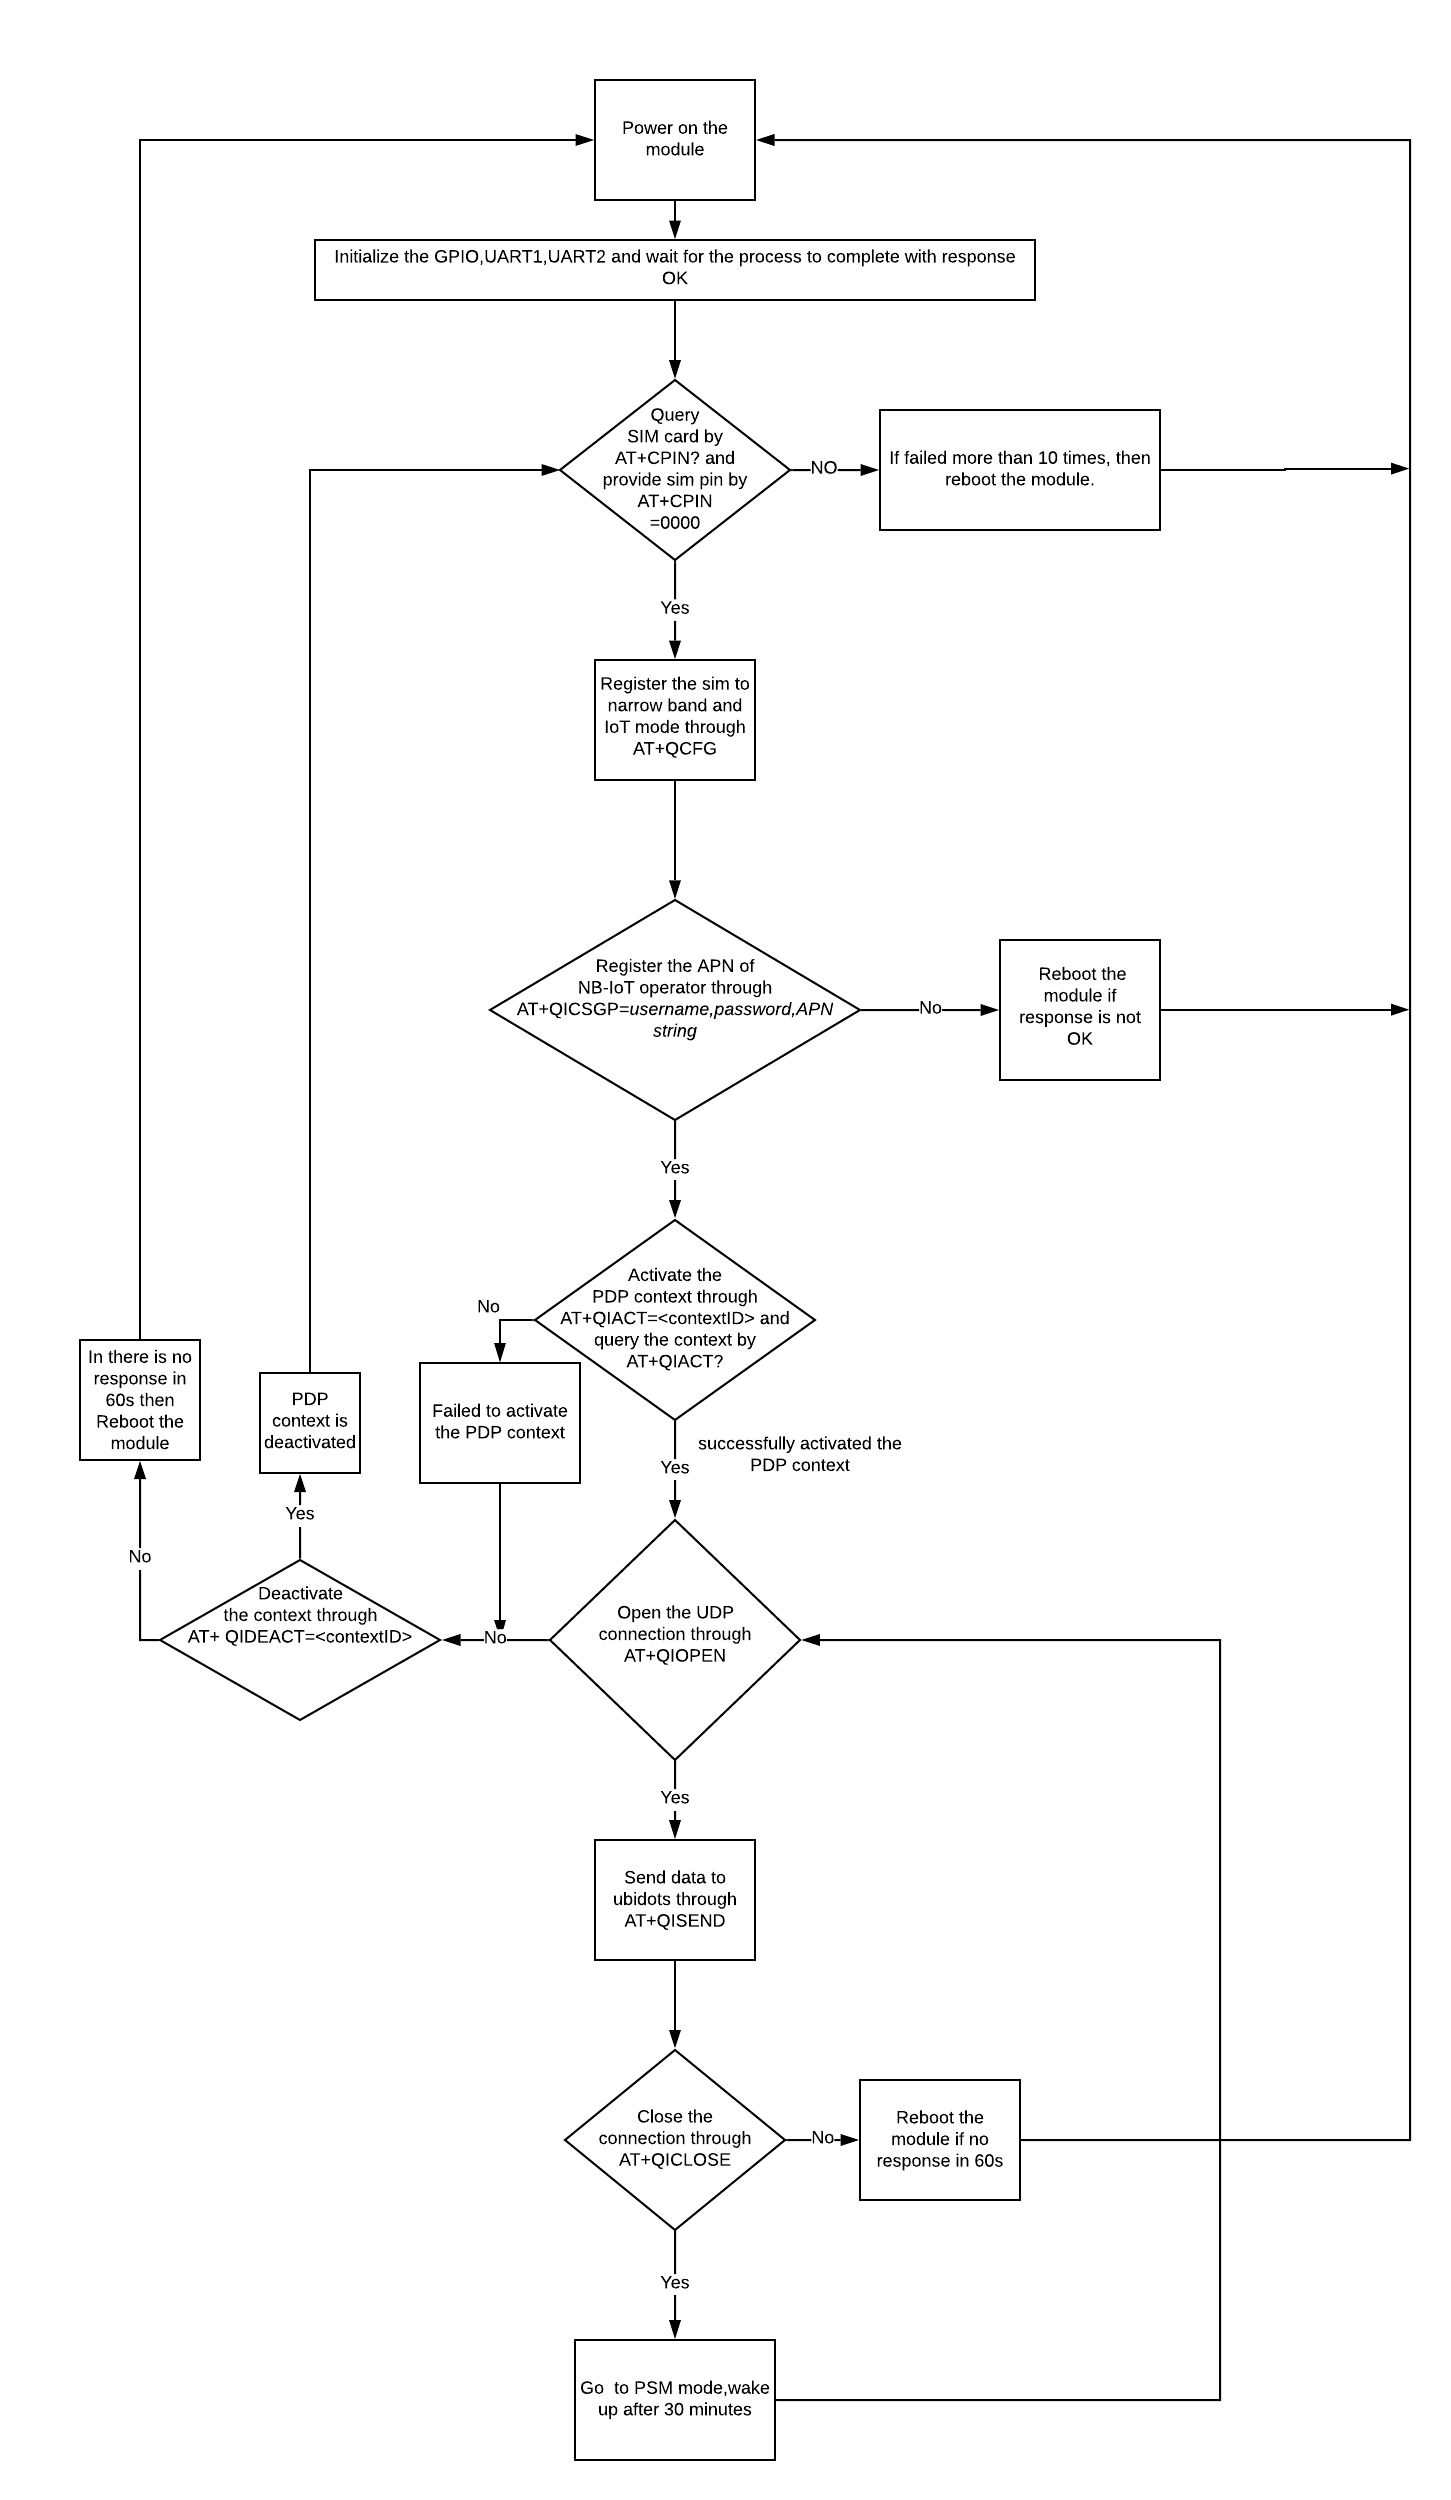 Power on the
module
Initialize the GPIO,UART1,UART2 and wait for the process to complete with response
OK
Query
SIM card by
AT+CPIN? and
provide sim pin by
AT+CPIN
=0000
NO
If failed more than 10 times, then
reboot the module.
Yes
Register the sim to
narrow band and
IoT mode through
AT+QCFG
Register the APN of
NB-IoT operator through
AT+QICSGP=username,password,APN
string
No
Reboot the
module if
response is not
OK
Yes
Activate the
PDP context through
AT+QIACT=<contextID> and
query the context by
AT+QIACT?
No
Failed to activate
the PDP context
Yes
successfully activated the
PDP context
In there is no
response in
60s then
Reboot the
module
PDP
context is
deactivated
Yes
No
Deactivate
the context through
AT+ QIDEACT=<contextID>
No
Open the UDP
connection through
AT+QIOPEN
Yes
Send data to
ubidots through
AT+QISEND
Close the
connection through
AT+QICLOSE
No
Reboot the
module if no
response in 60s
Yes
Go  to PSM mode,wake
up after 30 minutes